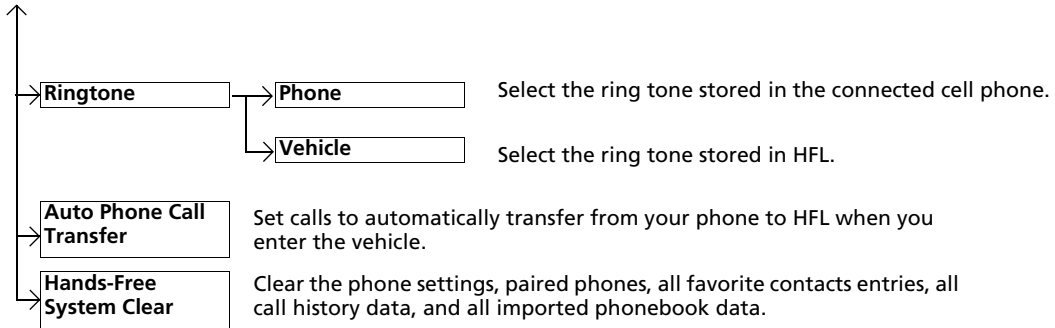 Ringtone
Phone
Select the ring tone stored in the connected cell phone.
Vehicle
Select the ring tone stored in HFL.
Auto Phone Call
Transfer
Set calls to automatically transfer from your phone to HFL when you
enter the vehicle.
Hands-Free
System Clear
Clear the phone settings, paired phones, all favorite contacts entries, all
call history data, and all imported phonebook data.